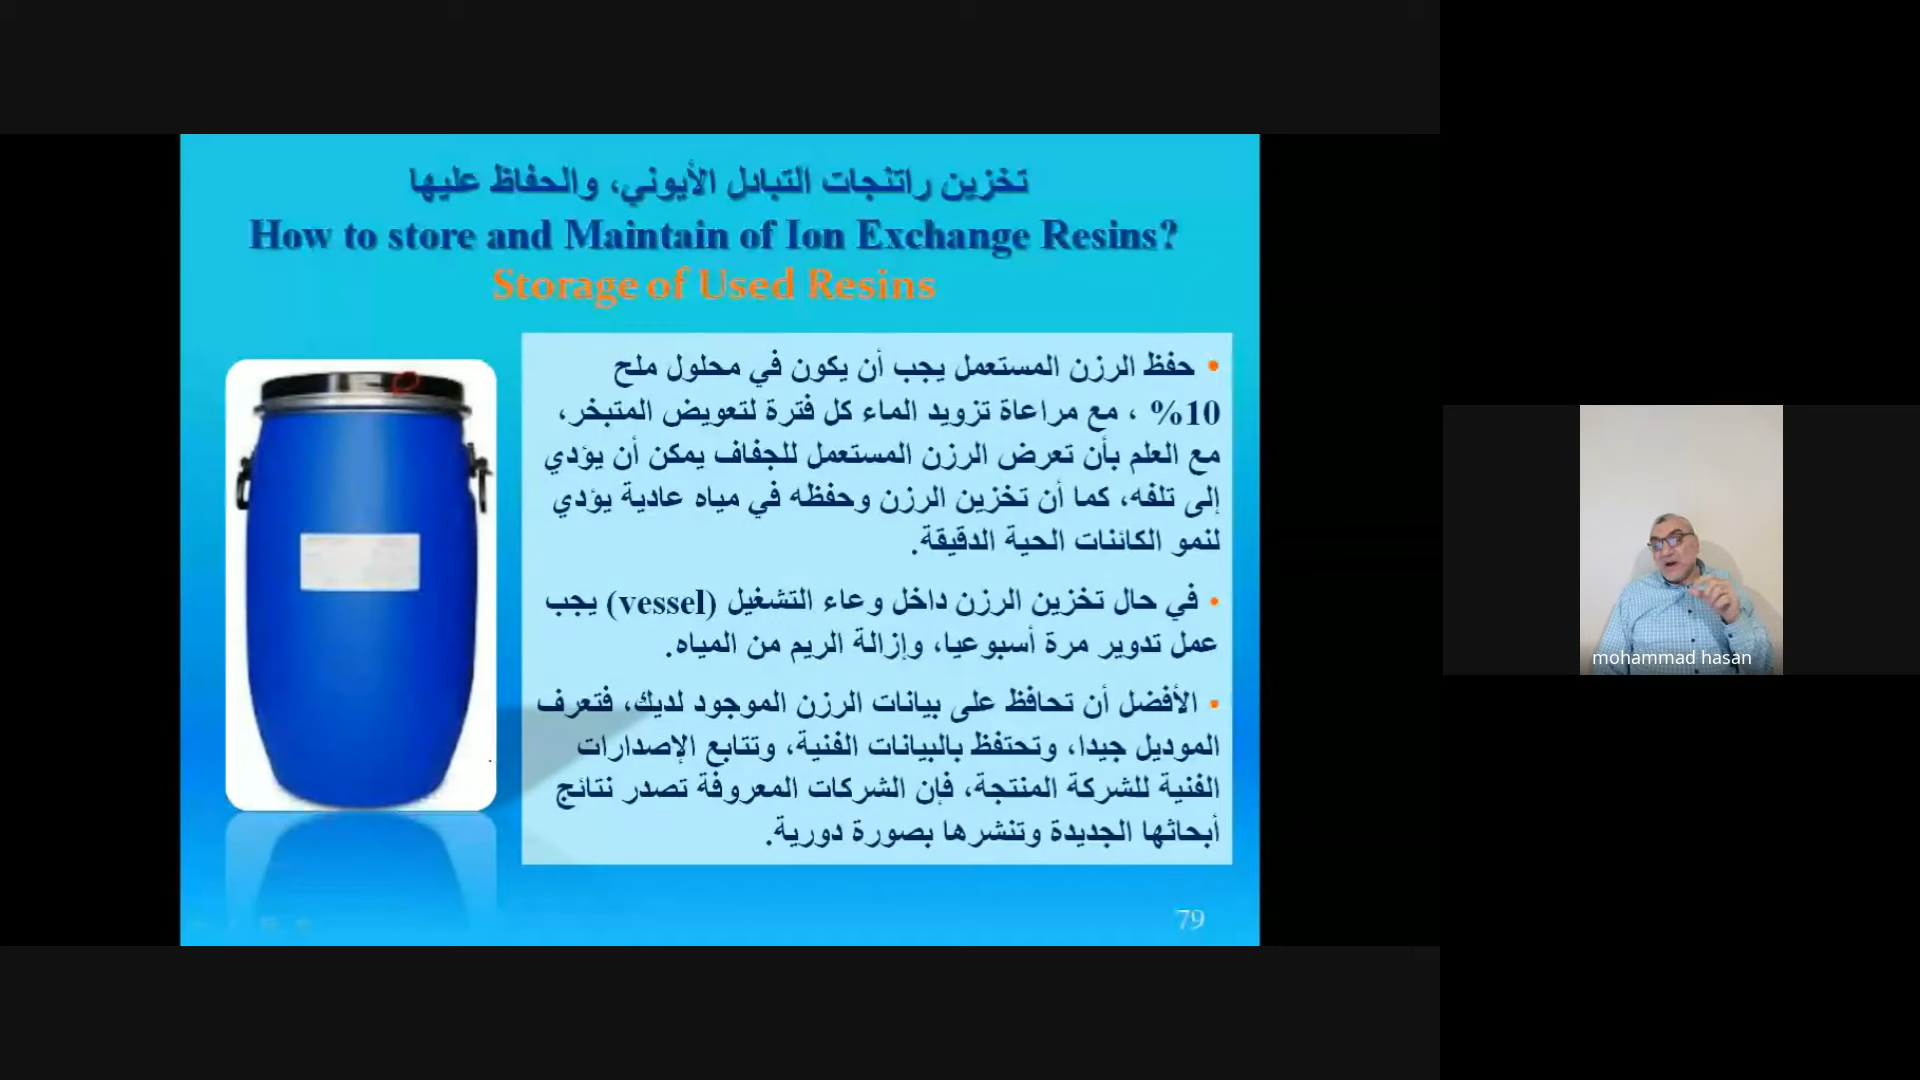 تخزين راتنجات التبادل الأيوني، والحفاظ عليها
How to store and Maintain of Ion Exchange Resins?
Storage of Used Resins
• حفظ الرزن المستعمل يجب أن يكون في محلول ملح
10% ، مع مراعاة تزويد الماء كل فترة لتعويض المتبخر،
مع العلم بأن تعرض الرزن المستعمل للجفاف يمكن أن يؤدي
إلى تلفه، كما أن تخزين الرزن وحفظه في مياه عادية يؤدي
لنمو الكائنات الحية الدقيقة.
• في حال تخزين الرزن داخل وعاء التشغيل (vessel) يجب
عمل تدوير مرة أسبوعيا، وإزالة الريم من المياه.
• الأفضل أن تحافظ على بيانات الرزن الموجود لديك، فتعرف
الموديل جيدا، وتحتفظ بالبيانات الفنية، وتتابع الإصدارات
الفنية للشركة المنتجة، فإن الشركات المعروفة تصدر نتائج
أبحاثها الجديدة وتنشرها بصورة دورية.
79
mohammad hasan